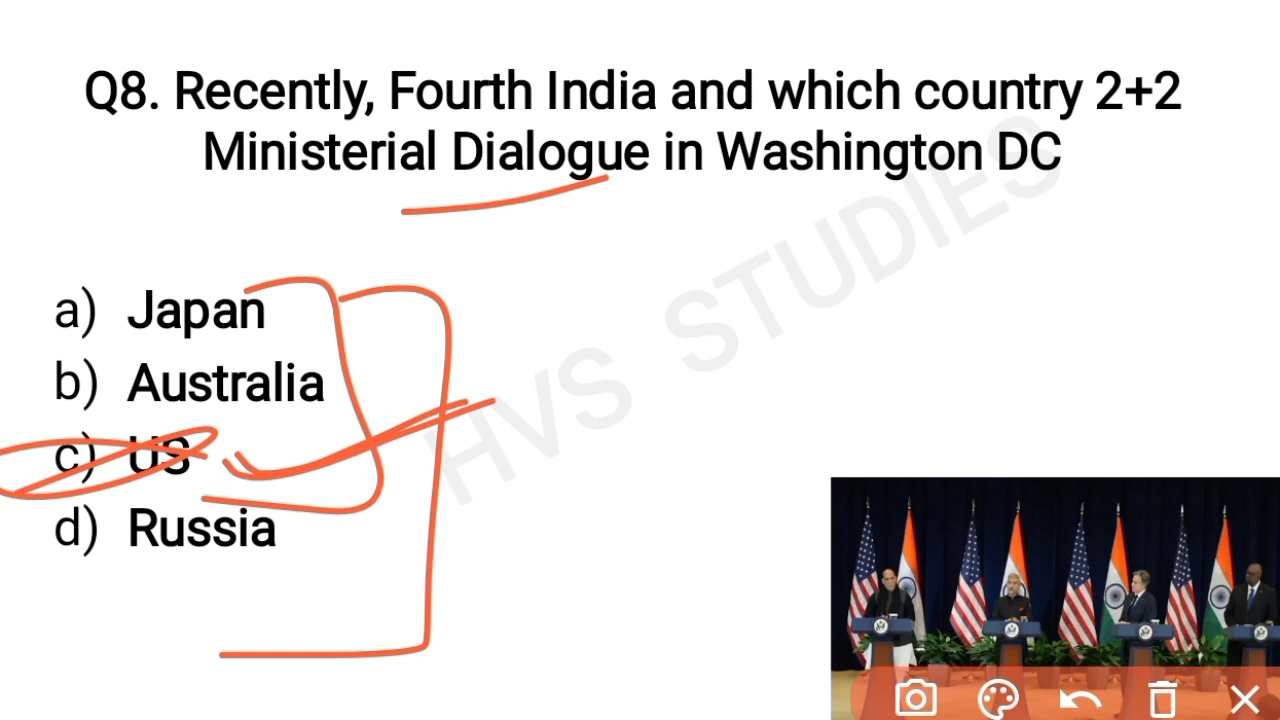 Q8. Recently, Fourth India and which country 2+2
Ministerial Dialogue in Washington DC
a) Japan
b) Australia
c) US
d) Russia
HVS STUDIES